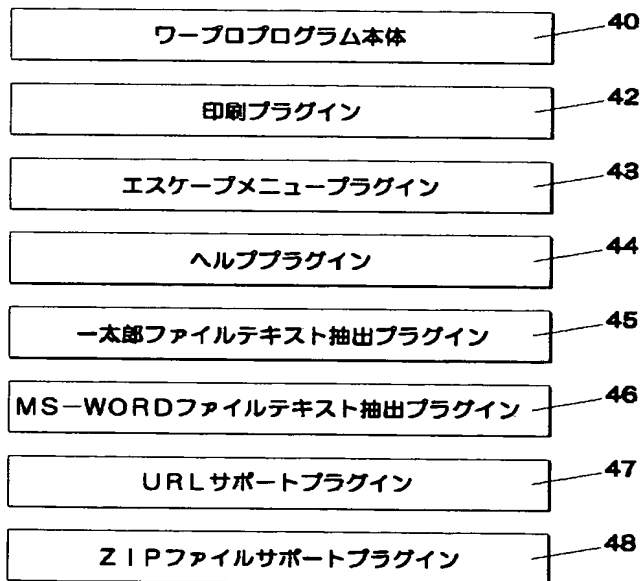 ワープロプログラム本体 40
印刷プラグイン 42
エスケープメニュープラグイン 43
ヘルププラグイン 44
一太郎ファイルテキスト抽出プラグイン 45
MS-WORDファイルテキスト抽出プラグイン 46
URLサポートプラグイン 47
ZIPファイルサポートプラグイン 48